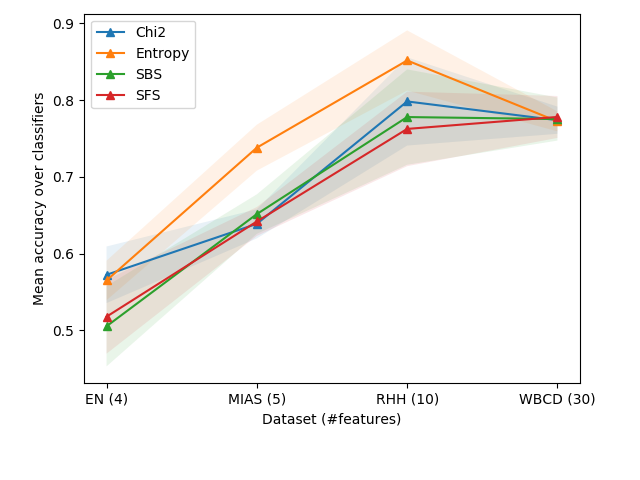 0.9
0.8
0.7
0.6
0.5
Mean accuracy over classifiers
Chi2
Entropy
SBS
SFS
EN (4)
MIAS (5)
RHH (10)
WBCD (30)
Dataset (#features)